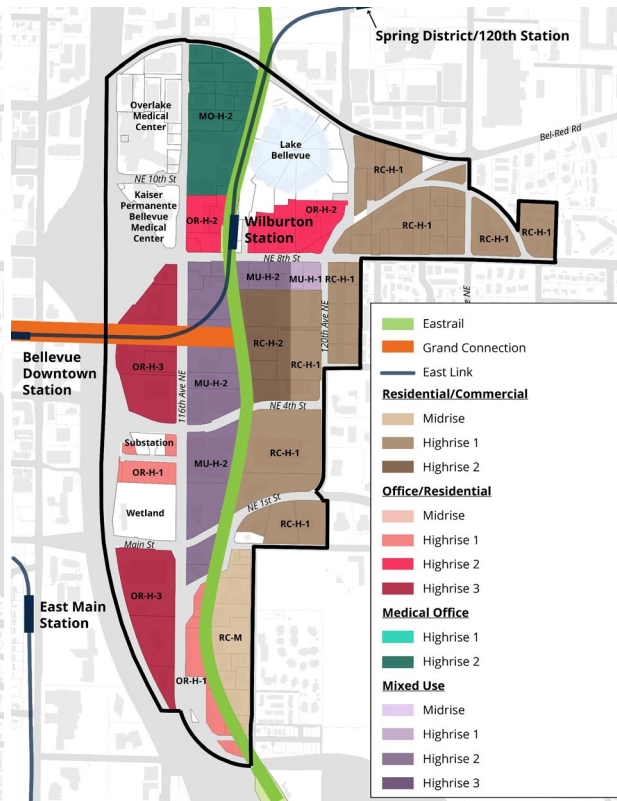 Spring District/120th Station
Overlake
Medical
Center
MO-H-2
Lake
Bellevue
Bel-Red Rd
NE 10th St
RC-H-1
Kaiser
Permanente
Bellevue
Medical
Center
OR-H-2
OR-H-2
Wilburton
Station
RC-H-1
RC-H-1
RC-H-1
NE 8th St
MU-H-2
MU-H-1
RC-H-1
120th Ave NE
Bellevue
Downtown
Station
OR-H-3
116th Ave NE
RC-H-2
MU-H-2
RC-H-1
NE 4th St
Substation
OR-H-1
MU-H-2
RC-H-1
Wetland
NE 1st St
RC-H-1
Main St
East Main
Station
OR-H-3
RC-M
OR-H-1
Eastrail
Grand Connection
East Link
Residential/Commercial
Midrise
Highrise 1
Highrise 2
Office/Residential
Midrise
Highrise 1
Highrise 2
Highrise 3
Medical Office
Highrise 1
Highrise 2
Mixed Use
Midrise
Highrise 1
Highrise 2
Highrise 3